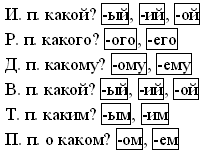 И. п. какой? -ый, -ий, -ой
Р. п. какого? -ого, -его
Д. п. какому? -ому, -ему
В. п. какой? -ый, -ий, -ой
Т. п. каким? -ым, -им
П. п. о каком? -ом, -ем